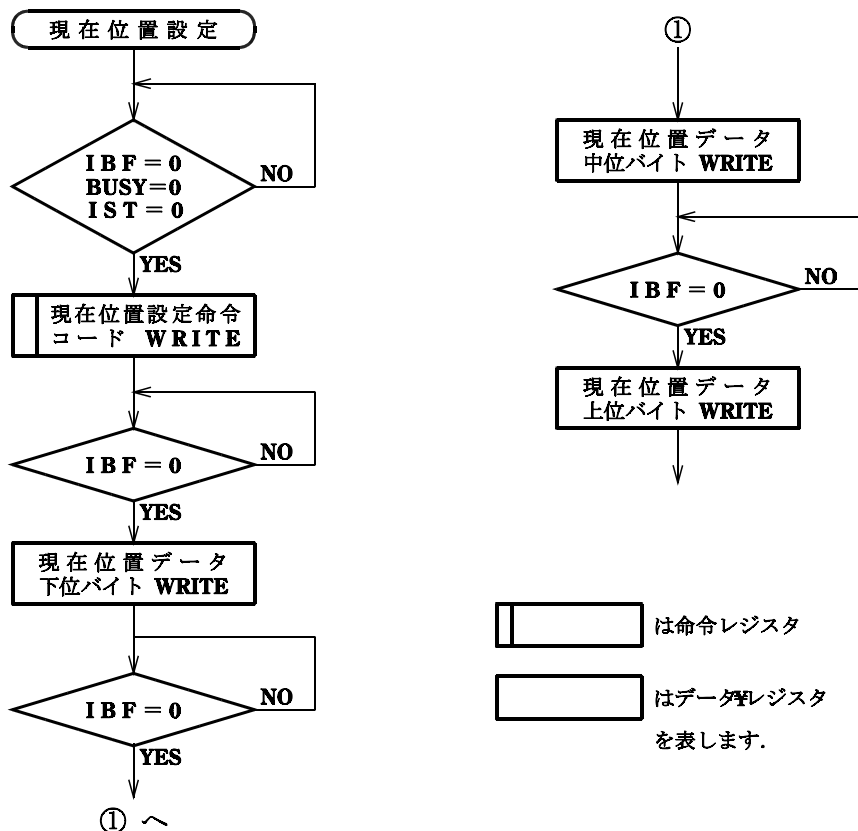 現在位置設定
IBF=0
BUSY=0
IST=0
NO
YES
現在位置設定命令
コード WRITE
IBF=0
NO
YES
現在位置データ
下位バイト WRITE
IBF=0
NO
YES
① へ
①
現在位置データ
中位バイト WRITE
IBF=0
NO
YES
現在位置データ
上位バイト WRITE
は命令レジスタ
はデータ¥レジスタ
を表します.